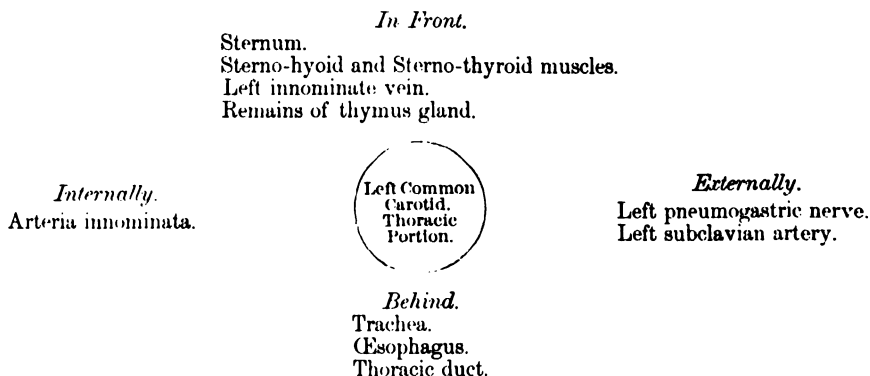 In Front.
Sternum.
Sterno-hyoid and Sterno-thyroid muscles.
Left innominate vein.
Remains of thymus gland.
Internally.
Arteria innominata.
Left Common
Carotid.
Thoracic
Portion.
Externally.
Left pneumogastric nerve.
Left subclavian artery.
Behind.
Trachea.
Œsophagus.
Thoracic duct.